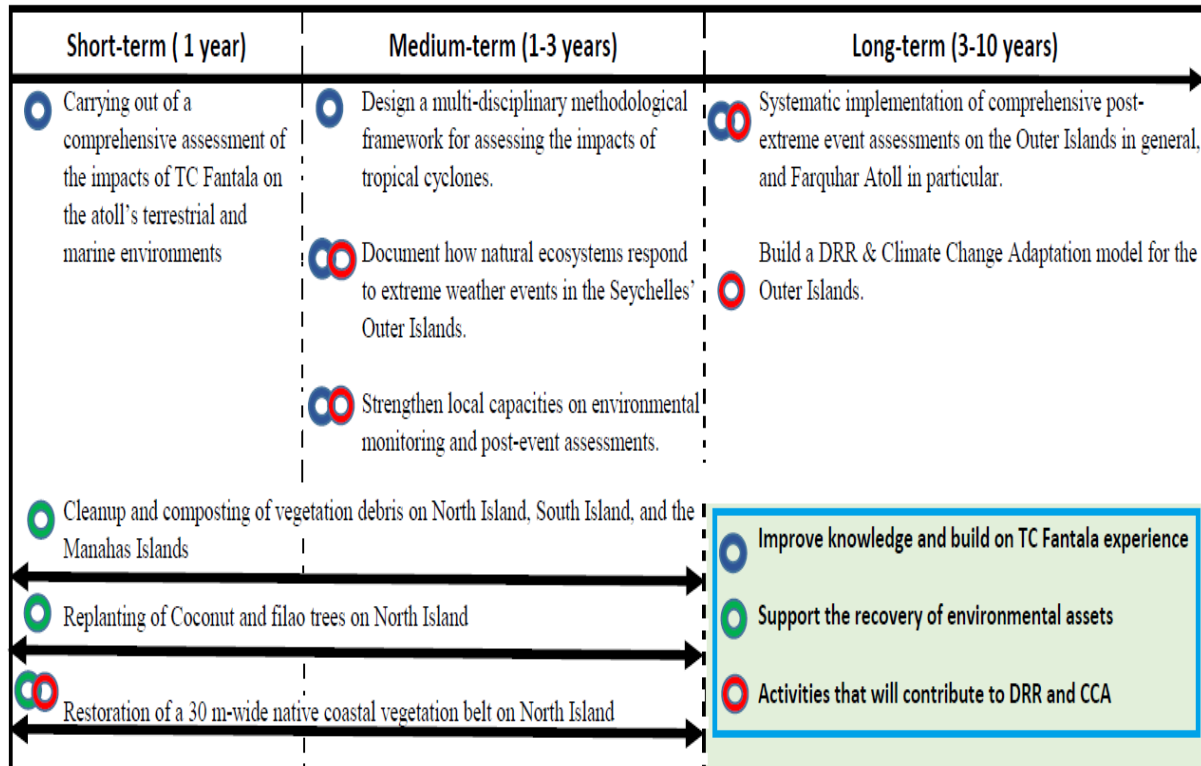 Short-term ( 1 year)
Medium-term (1-3 years)
Long-term (3-10 years)
Carrying out of a
comprehensive assessment of
the impacts of TC Fantala on
the atoll’s terrestrial and
marine environments
Design a multi-disciplinary methodological
framework for assessing the impacts of
tropical cyclones.
Document how natural ecosystems respond
to extreme weather events in the Seychelles’
Outer Islands.
Strengthen local capacities on environmental
monitoring and post-event assessments.
Systematic implementation of comprehensive post-
extreme event assessments on the Outer Islands in general,
and Farquhar Atoll in particular.
Build a DRR & Climate Change Adaptation model for the
Outer Islands.
Cleanup and composting of vegetation debris on North Island, South Island, and the
Manahas Islands
Replanting of Coconut and filao trees on North Island
Restoration of a 30 m-wide native coastal vegetation belt on North Island
Improve knowledge and build on TC Fantala experience
Support the recovery of environmental assets
Activities that will contribute to DRR and CCA